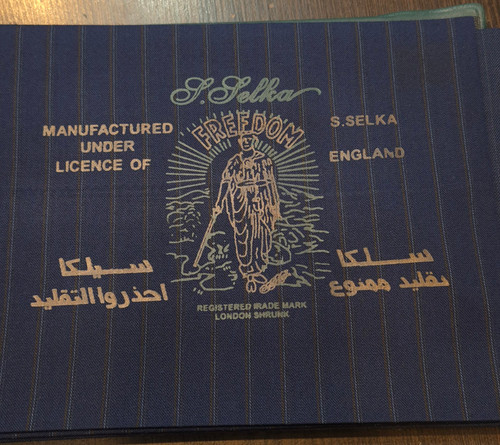 S.Selka
FREEDOM
MANUFACTURED
UNDER
LICENCE OF
S.SELKA
ENGLAND
سيلكا
احذروا التقليد
سلكا
تقليد ممنوع
REGISTERED TRADE MARK
LONDON SHRUNK